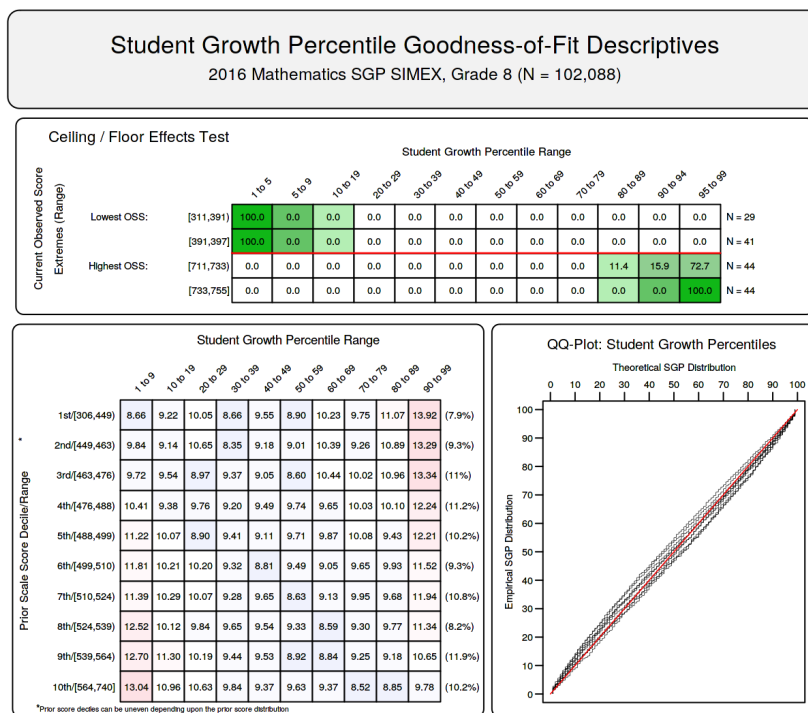 Student Growth Percentile Goodness-of-Fit Descriptives
2016 Mathematics SGP SIMEX, Grade 8 (N = 102,088)
Ceiling / Floor Effects Test
Student Growth Percentile Range
1 to 5 5 to 9 10 to 19 20 to 29 30 to 39 40 to 49 50 to 59 60 to 69 70 to 79 80 to 89 90 to 94 95 to 99
Current Observed Score
Extremes (Range)
Lowest OSS: [311,391) 100.0 0.0 0.0 0.0 0.0 0.0 0.0 0.0 0.0 0.0 0.0 0.0 N = 29
[391,397] 100.0 0.0 0.0 0.0 0.0 0.0 0.0 0.0 0.0 0.0 0.0 0.0 N = 41
Highest OSS: [711,733) 0.0 0.0 0.0 0.0 0.0 0.0 0.0 0.0 0.0 11.4 15.9 72.7 N = 44
[733,755] 0.0 0.0 0.0 0.0 0.0 0.0 0.0 0.0 0.0 0.0 0.0 100.0 N = 44
Student Growth Percentile Range
1 to 9 10 to 19 20 to 29 30 to 39 40 to 49 50 to 59 60 to 69 70 to 79 80 to 89 90 to 99
Prior Scale Score Decile/Range *
1st/[306,449) 8.66 9.22 10.05 8.66 9.55 8.90 10.23 9.75 11.07 13.92 (7.9%)
2nd/[449,463) 9.84 9.14 10.65 8.35 9.18 9.01 10.39 9.26 10.89 13.29 (9.3%)
3rd/[463,476) 9.72 9.54 8.97 9.37 9.05 8.60 10.44 10.02 10.96 13.34 (11%)
4th/[476,488) 10.41 9.38 9.76 9.20 9.49 9.74 9.65 10.03 10.10 12.24 (11.2%)
5th/[488,499) 11.22 10.07 8.90 9.41 9.11 9.71 9.87 10.08 9.43 12.21 (10.2%)
6th/[499,510) 11.81 10.21 10.20 9.32 8.81 9.49 9.05 9.65 9.93 11.52 (9.3%)
7th/[510,524) 11.39 10.29 10.07 9.28 9.65 8.63 9.13 9.95 9.68 11.94 (10.8%)
8th/[524,539) 12.52 10.12 9.84 9.65 9.54 9.33 8.59 9.30 9.77 11.34 (8.2%)
9th/[539,564) 12.70 11.30 10.19 9.44 9.53 8.92 8.84 9.25 9.18 10.65 (11.9%)
10th/[564,740] 13.04 10.96 10.63 9.84 9.37 9.63 9.37 8.52 8.85 9.78 (10.2%)
*Prior score deciles can be uneven depending upon the prior score distribution
QQ-Plot: Student Growth Percentiles
Theoretical SGP Distribution
0 10 20 30 40 50 60 70 80 90 100
Empirical SGP Distribution
100
90
80
70
60
50
40
30
20
10
0